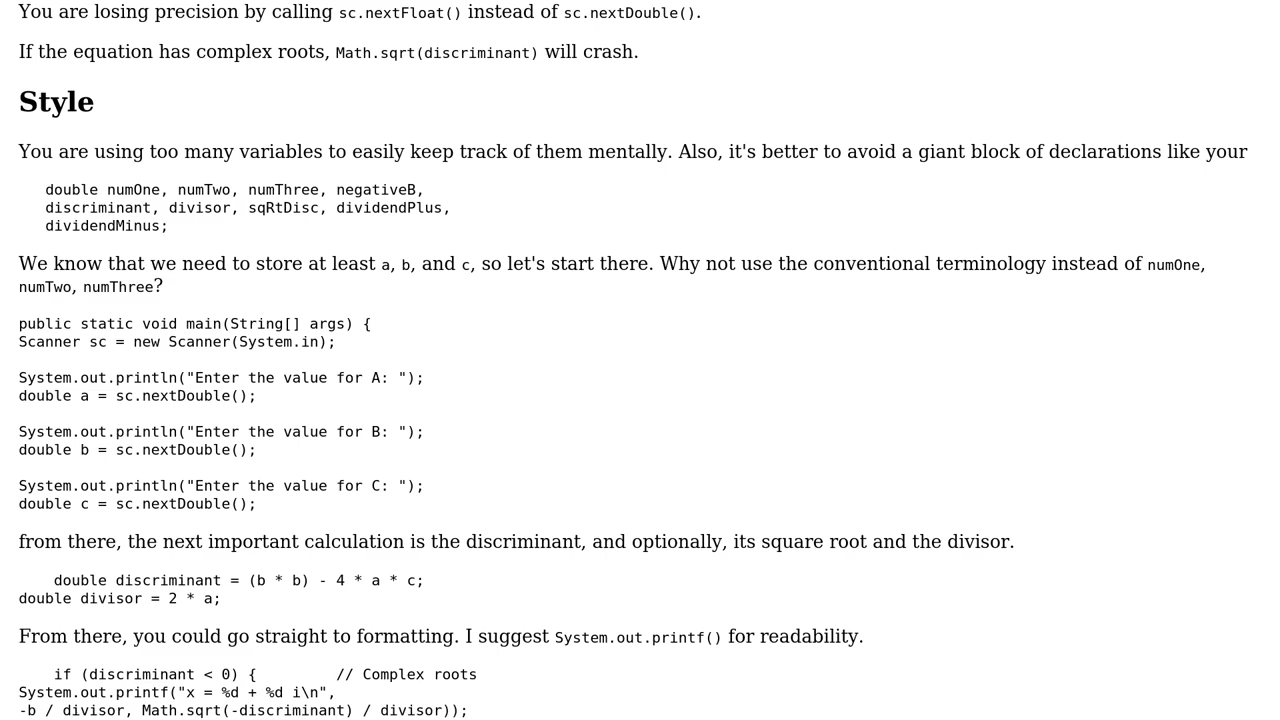 You are losing precision by calling sc.nextFloat() instead of sc.nextDouble().
If the equation has complex roots, Math.sqrt(discriminant) will crash.
Style
You are using too many variables to easily keep track of them mentally. Also, it's better to avoid a giant block of declarations like your
double numOne, numTwo, numThree, negativeB,
discriminant, divisor, sqRtDisc, dividendPlus,
dividendMinus;
We know that we need to store at least a, b, and c, so let's start there. Why not use the conventional terminology instead of numOne,
numTwo, numThree?
public static void main(String[] args) {
Scanner sc = new Scanner(System.in);
System.out.println("Enter the value for A: ");
double a = sc.nextDouble();
System.out.println("Enter the value for B: ");
double b = sc.nextDouble();
System.out.println("Enter the value for C: ");
double c = sc.nextDouble();
from there, the next important calculation is the discriminant, and optionally, its square root and the divisor.
double discriminant = (b * b) - 4 * a * c;
double divisor = 2 * a;
From there, you could go straight to formatting. I suggest System.out.printf() for readability.
if (discriminant < 0) {         // Complex roots
System.out.printf("x = %d + %d i\n",
-b / divisor, Math.sqrt(-discriminant) / divisor));